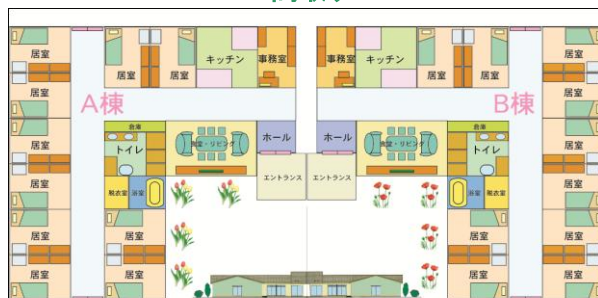 居室 居室 居室 キッチン 事務室 事務室 キッチン 居室 居室 居室
A棟 B棟
居室 居室
倉庫 倉庫
トイレ 食堂・リビング ホール ホール 食堂・リビング トイレ
エントランス エントランス
居室 脱衣室 浴室 浴室 脱衣室 居室
居室 居室 居室 居室
居室 居室 居室 居室